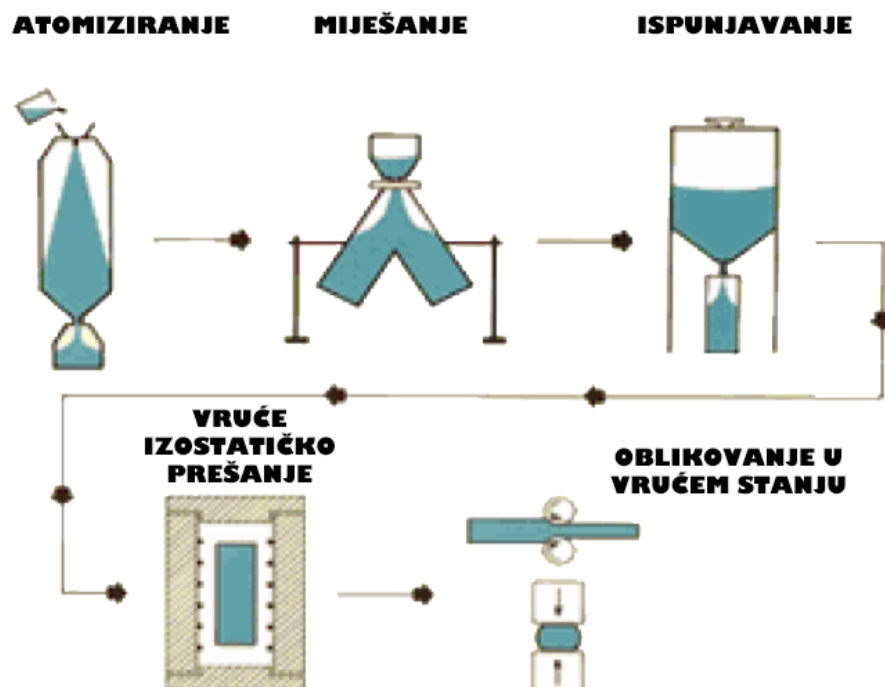 ATOMIZIRANJE
MIJEŠANJE
ISPUNJAVANJE
VRUĆE
IZOSTATIČKO
PREŠANJE
OBLIKOVANJE U
VRUĆEM STANJU